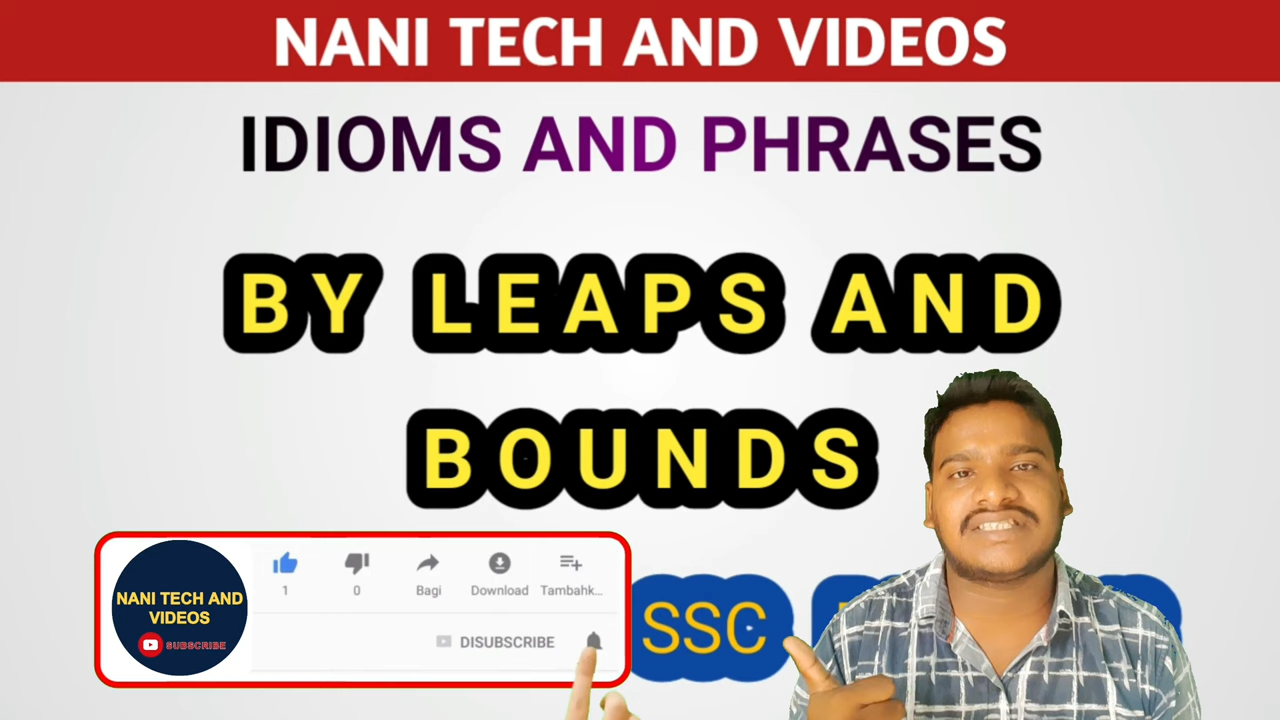 NANI TECH AND VIDEOS
IDIOMS AND PHRASES
BY LEAPS AND
BOUNDS
NANI TECH AND
VIDEOS
SUBSCRIBE
1
0
Bagi
Download
Tambahk...
DISUBSCRIBE
SSC